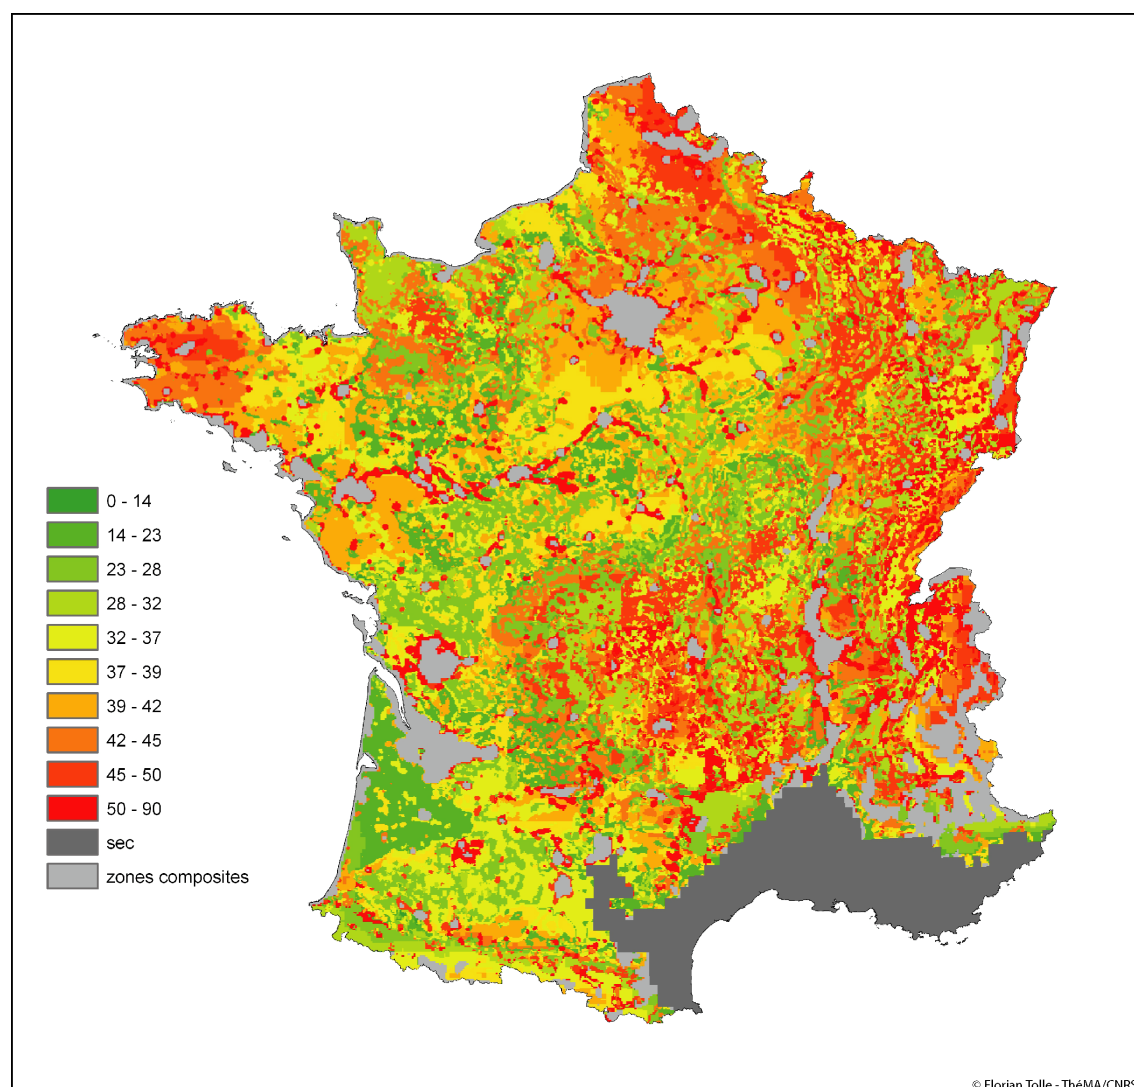 0 - 14
14 - 23
23 - 28
28 - 32
32 - 37
37 - 39
39 - 42
42 - 45
45 - 50
50 - 90
sec
zones composites
© Florian Tolle - ThéMA/CNRS